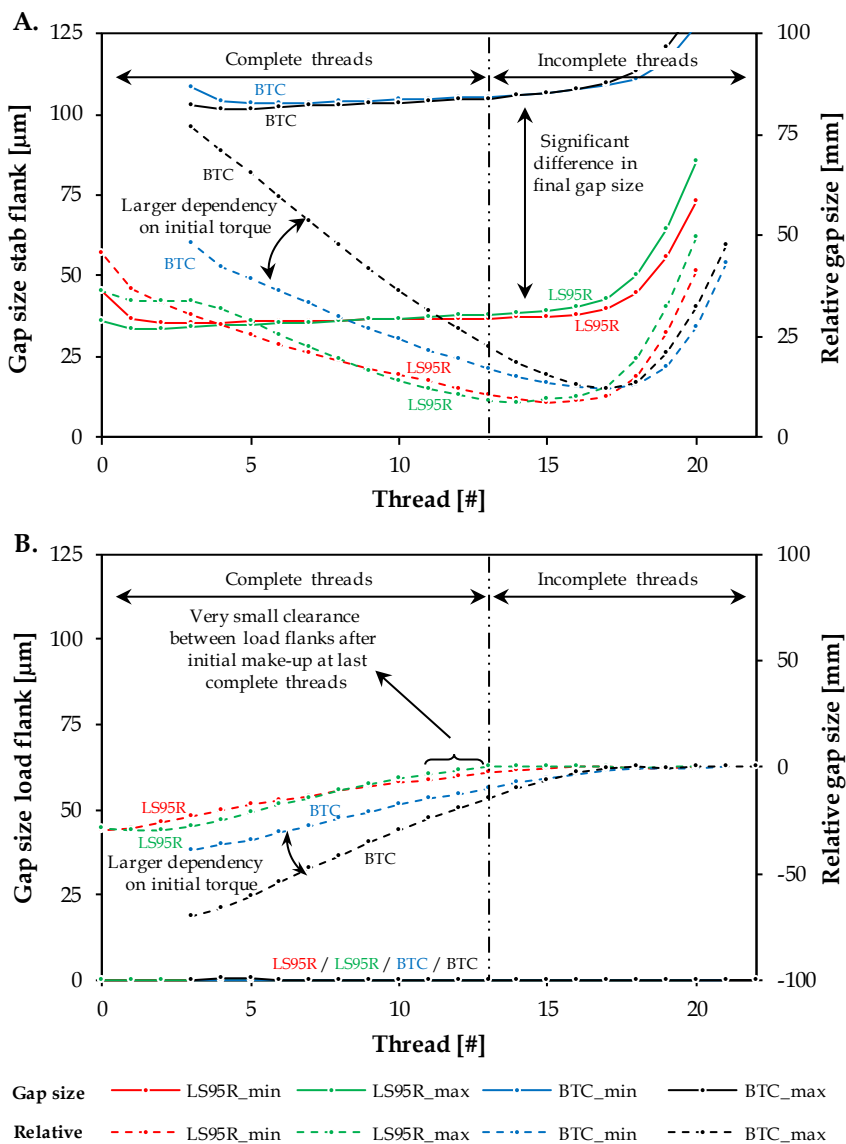 A.
Gap size stab flank [µm]
125
100
75
50
25
0
Complete threads
Incomplete threads
BTC
BTC
BTC
Larger dependency
on initial torque
BTC
Significant
difference in
final gap size
LS95R
LS95R
LS95R
LS95R
100
75
50
25
0
Relative gap size [mm]
0
5
10
15
20
Thread [#]
B.
Gap size load flank [µm]
125
100
75
50
25
0
Complete threads
Incomplete threads
Very small clearance
between load flanks after
initial make-up at last
complete threads
LS95R
LS95R
BTC
Larger dependency
on initial torque
BTC
LS95R / LS95R / BTC / BTC
100
50
0
-50
-100
Relative gap size [mm]
0
5
10
15
20
Thread [#]
Gap size LS95R_min LS95R_max BTC_min BTC_max
Relative LS95R_min LS95R_max BTC_min BTC_max